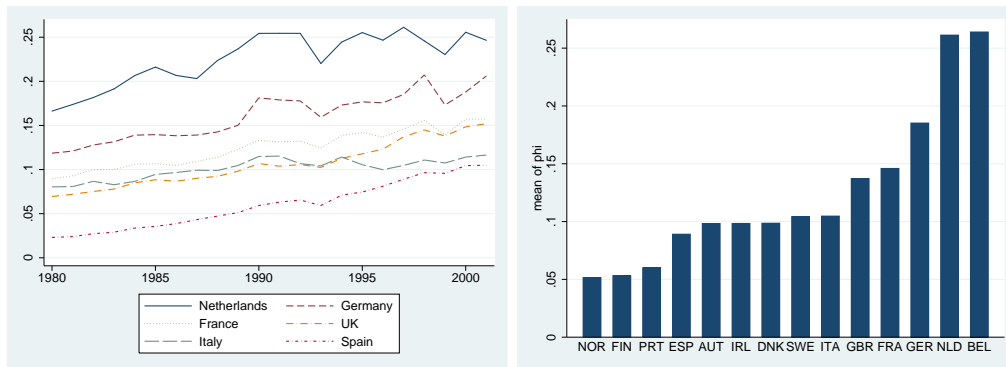 .25
.2
.15
.1
.05
0
1980 1985 1990 1995 2000
Netherlands Germany
France UK
Italy Spain
mean of phi
.25
.2
.15
.1
.05
0
NOR FIN PRT ESP AUT IRL DNK SWE ITA GBR FRA GER NLD BEL